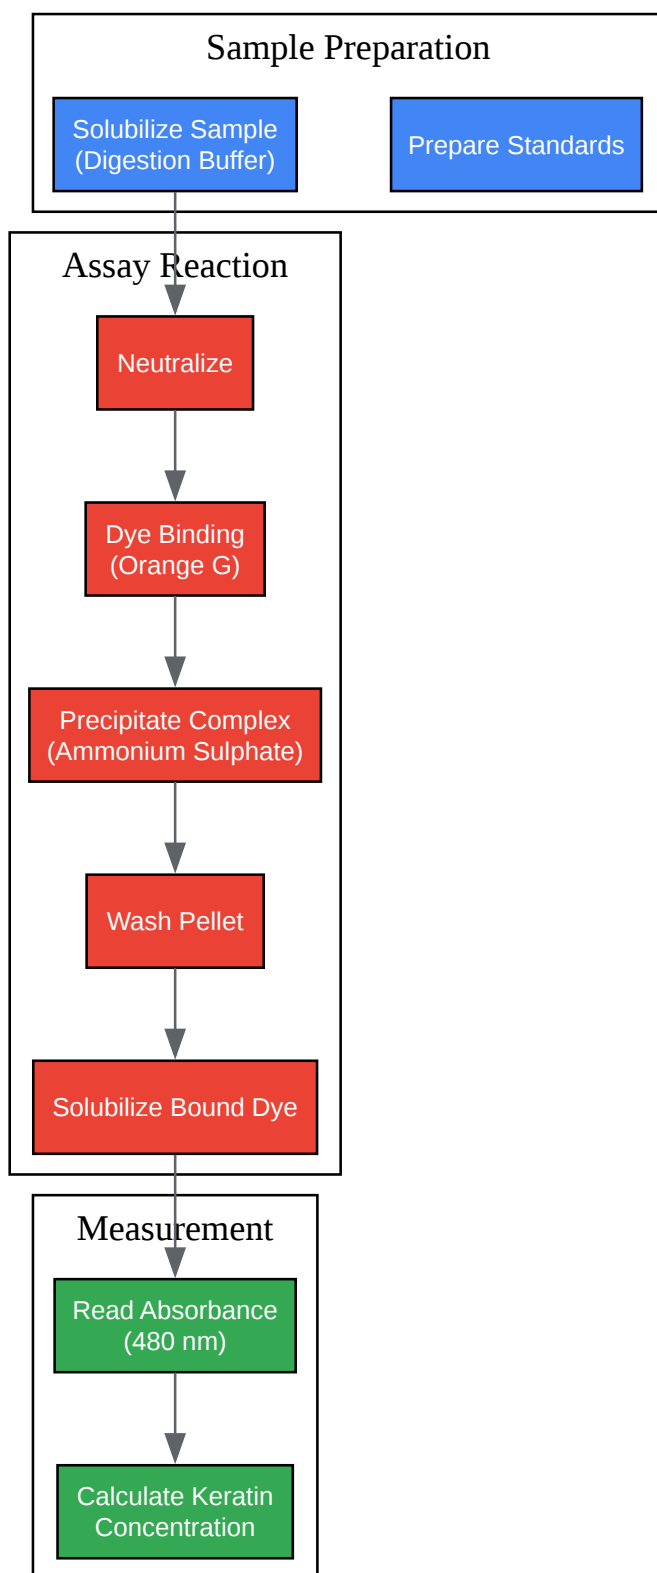 Sample Preparation
Solubilize Sample
(Digestion Buffer)
Prepare Standards
Assay Reaction
Neutralize
Dye Binding
(Orange G)
Precipitate Complex
(Ammonium Sulphate)
Wash Pellet
Solubilize Bound Dye
Measurement
Read Absorbance
(480 nm)
Calculate Keratin
Concentration